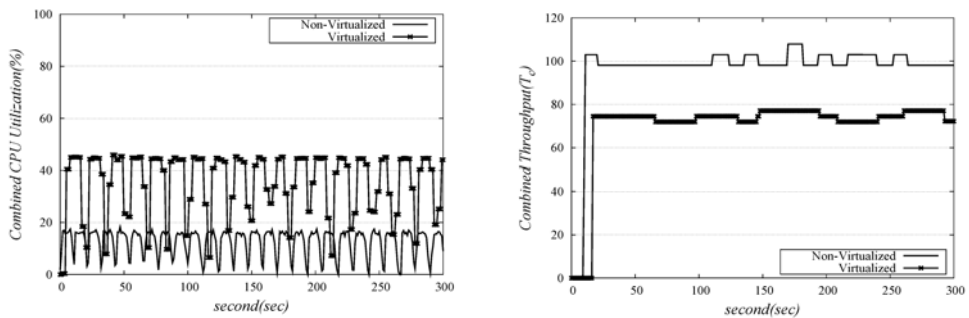 100
80
60
40
20
0
Combined CPU Utilization(%)
Non-Virtualized
Virtualized
0 50 100 150 200 250 300
second(sec)
120
100
80
60
40
20
0
Combined Throughput(Tc)
Non-Virtualized
Virtualized
0 50 100 150 200 250 300
second(sec)